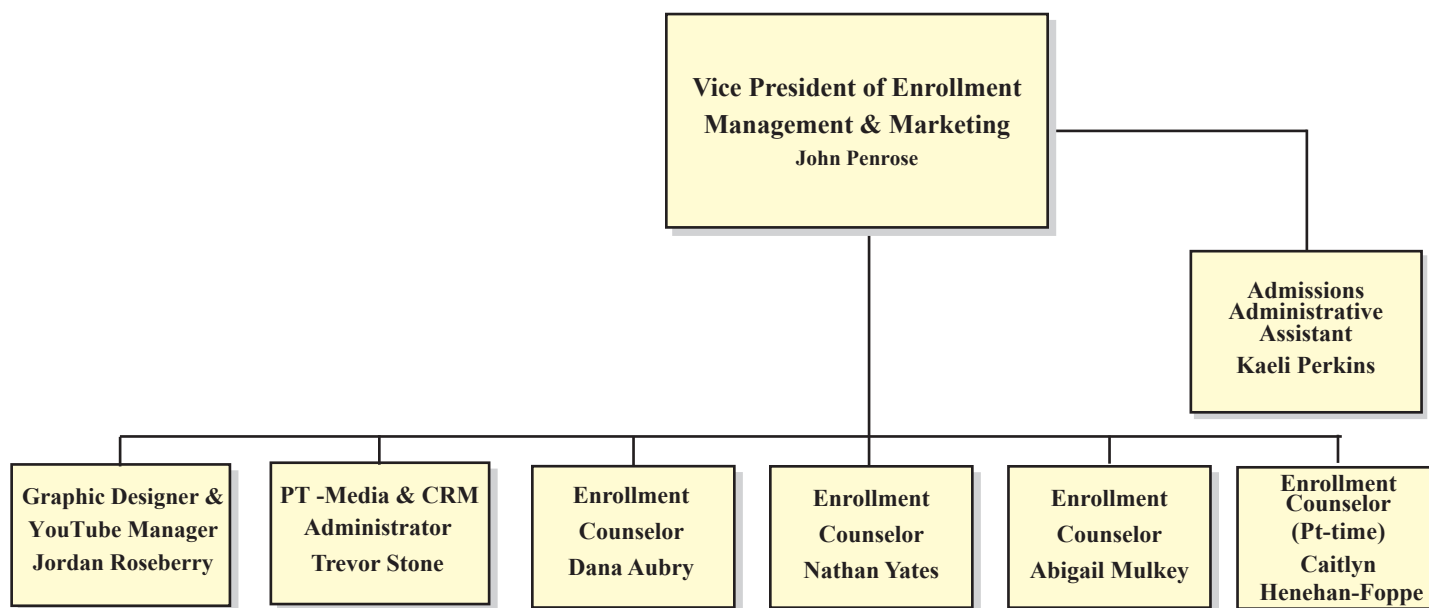 Vice President of Enrollment
Management & Marketing
John Penrose
Admissions
Administrative
Assistant
Kaeli Perkins
Graphic Designer &
YouTube Manager
Jordan Roseberry
PT -Media & CRM
Administrator
Trevor Stone
Enrollment
Counselor
Dana Aubry
Enrollment
Counselor
Nathan Yates
Enrollment
Counselor
Abigail Mulkey
Enrollment
Counselor
(Pt-time)
Caitlyn
Henehan-Foppe